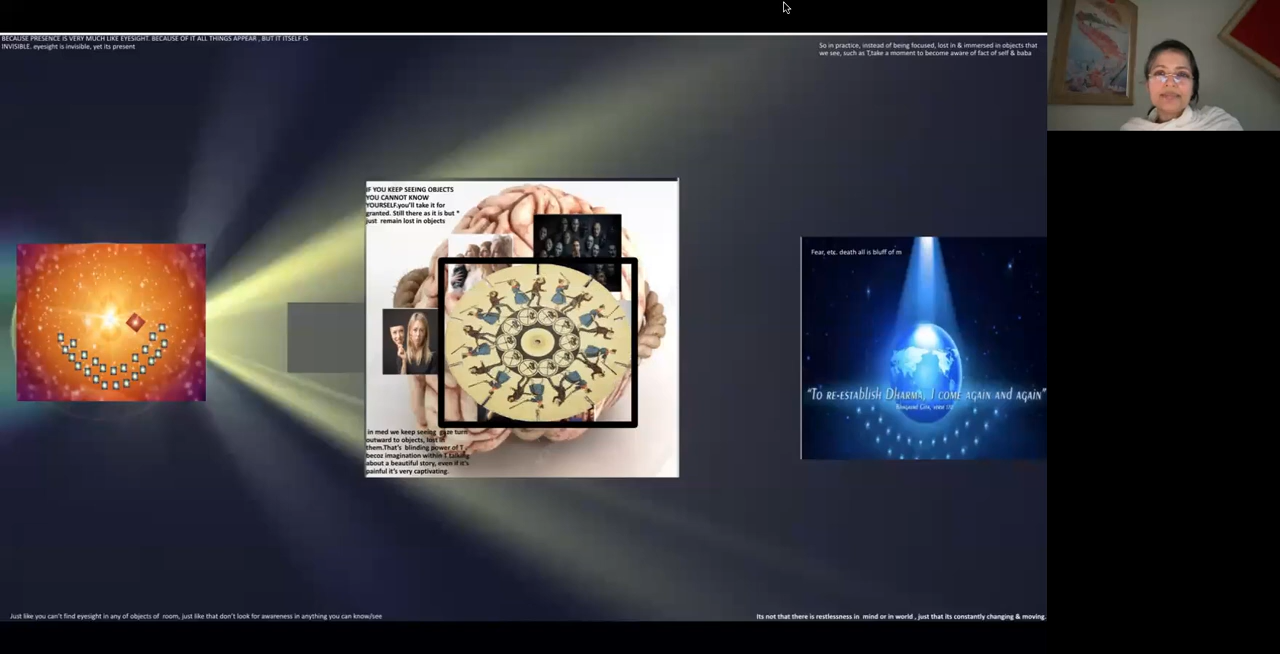 BECAUSE PRESENCE IS VERY MUCH LIKE EYESIGHT. BECAUSE OF IT ALL THINGS APPEAR , BUT IT ITSELF IS
INVISIBLE. eyesight is invisible, yet its present
So in practice, instead of being focused, lost in & immersed in objects that
we see, such as T,take a moment to become aware of fact of self & baba
IF YOU KEEP SEEING OBJECTS
YOU CANNOT KNOW
YOURSELF.you'll take it for
granted. Still there as it is but *
just remain lost in objects
in med we keep seeing gaze turn
outward to objects, lost in
them.That's blinding power of T ,
becoz imagination within T talking
about a beautiful story, even if it's
painful it's very captivating.
Fear, etc. death all is bluff of m
"To re-establish Dharma, I come again and again"
Bhagavad Gita,
Just like you can't find eyesight in any of objects of room, just like that don't look for awareness in anything you can know/see
Its not that there is restlessness in mind or in world , just that its constantly changing & moving.